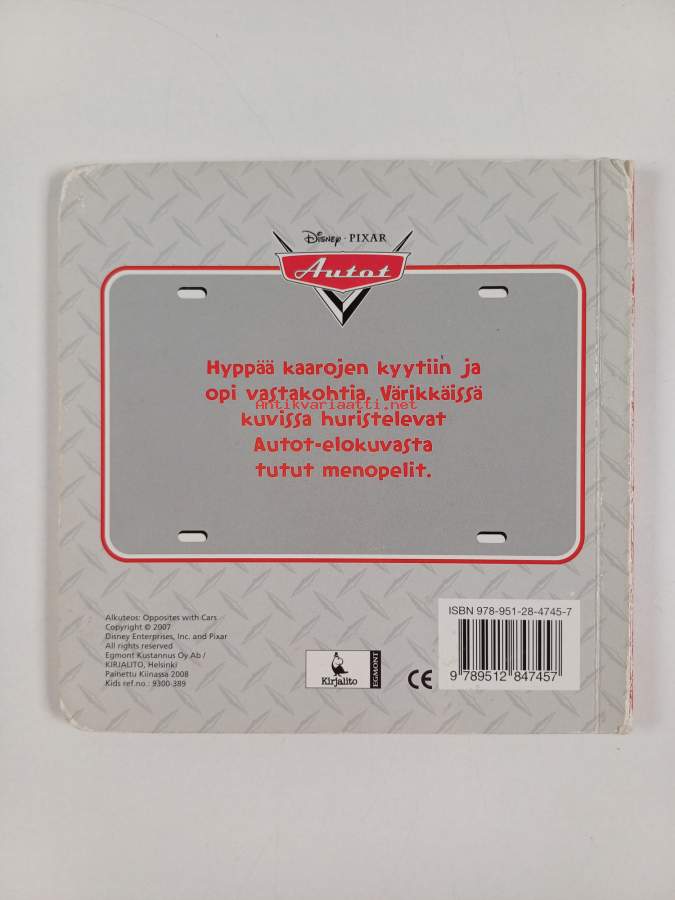 Disney · PIXAR
Autot
Hyppää kaarojen kyytiin ja
opi vastakohtia. Värikkäissä
Antikvariaatti.net
kuvissa huristelevat
Autot-elokuvasta
tutut menopelit.
Alkuteos: Opposites with Cars
Copyright © 2007
Disney Enterprises, Inc. and Pixar
All rights reserved
Egmont Kustannus Oy Ab /
KIRJALITO, Helsinki
Painettu Kiinassa 2008
Kids ref.no.: 9300-389
Kirjalito
EGMONT
CE
ISBN 978-951-28-4745-7
9 789512 847457